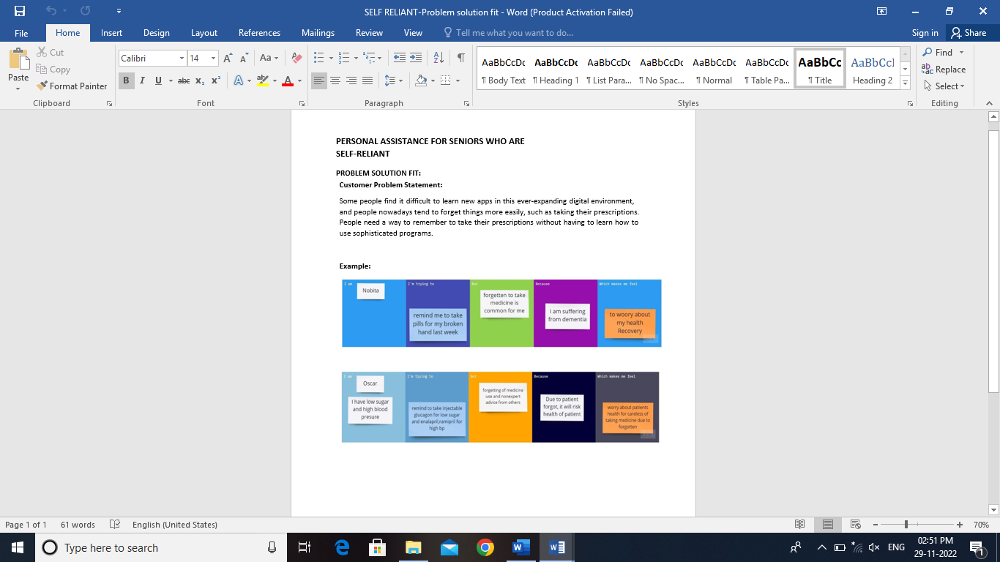 SELF RELIANT-Problem solution fit - Word (Product Activation Failed)
File Home Insert Design Layout References Mailings Review View Tell me what you want to do... Sign in Share
Paste
Cut
Copy
Format Painter
Clipboard
Calibri 14
Aa
B I U abc x₂ x²
A ab A
Font
Paragraph
AaBbCcDc AaBbCcDc AaBbCcDc AaBbCcDc AaBbCcDc AaBbCcDc AaBbCc AaBbCcl
¶ Body Text ¶ Heading 1 ¶ List Para... ¶ No Spac... ¶ Normal ¶ Table Pa... ¶ Title Heading 2
Styles
Find
Replace
Select
Editing
PERSONAL ASSISTANCE FOR SENIORS WHO ARE
SELF-RELIANT
PROBLEM SOLUTION FIT:
Customer Problem Statement:
Some people find it difficult to learn new apps in this ever-expanding digital environment,
and people nowadays tend to forget things more easily, such as taking their prescriptions.
People need a way to remember to take their prescriptions without having to learn how to
use sophisticated programs.
Example:
I am
Nobita
I'm trying to
remind me to take
pills for my broken
hand last week
But
forgetten to take
medicine is
common for me
Because
I am suffering
from dementia
Which makes me feel
to woory about
my health
Recovery
I am
Oscar
I have low sugar
and high blood
presure
I'm trying to
remind to take injectable
glucagon for low sugar
and enalapril,ramipril for
high bp
But
forgetting of medicine
use and nonexpert
advice from others
Because
Due to patient
forgot, it will risk
health of patient
Which makes me feel
worry about patients
health for careless of
taking medicine due to
forgotten
Page 1 of 1 61 words English (United States) 70%
Type here to search
ENG
02:51 PM
29-11-2022
1